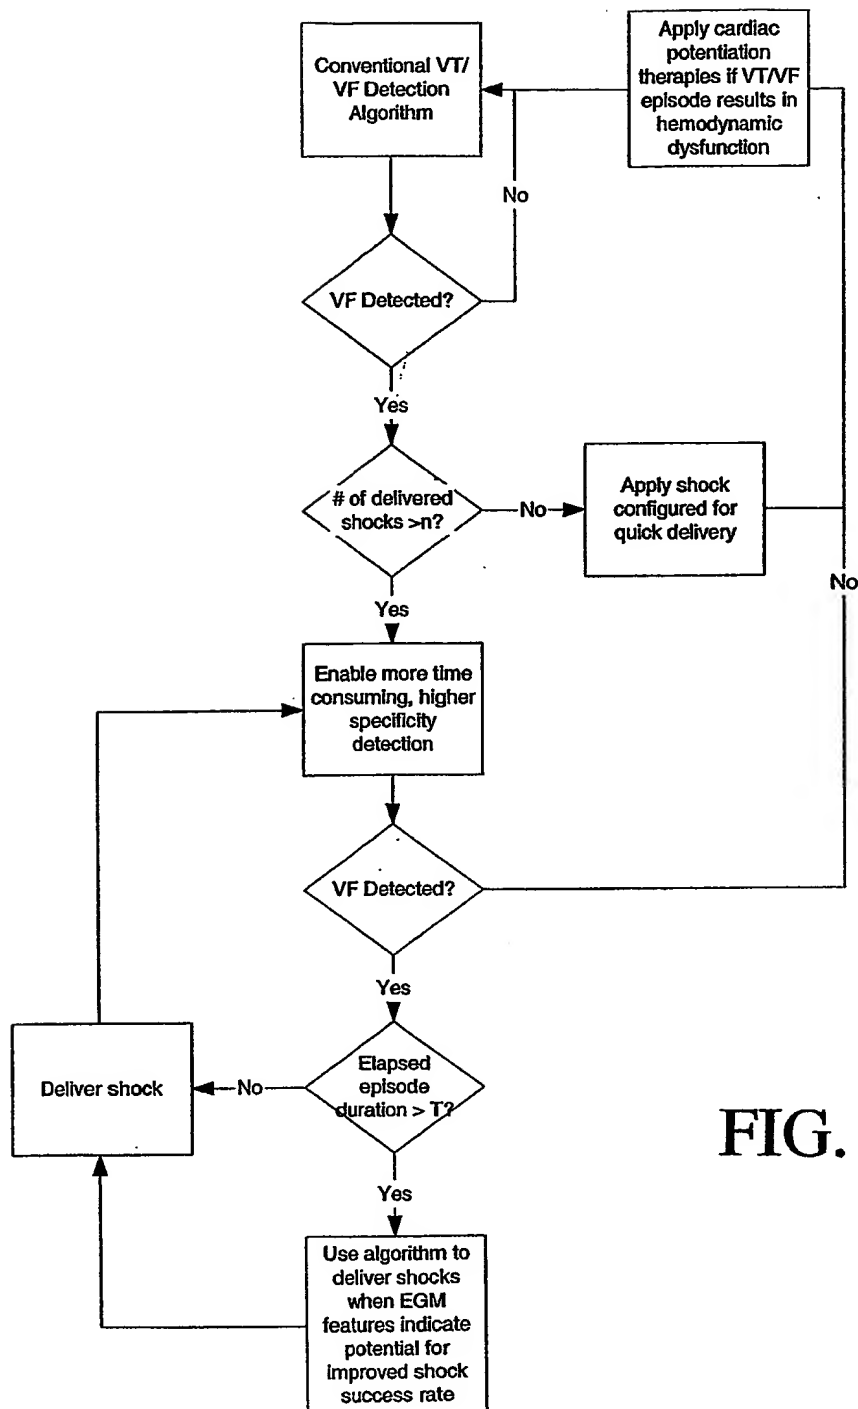 Conventional VT/
VF Detection
Algorithm
Apply cardiac
potentiation
therapies if VT/VF
episode results in
hemodynamic
dysfunction
No
VF Detected?
Yes
# of delivered
shocks >n?
No
Apply shock
configured for
quick delivery
No
Yes
Enable more time
consuming, higher
specificity
detection
VF Detected?
Yes
Elapsed
episode
duration > T?
No
Deliver shock
Yes
Use algorithm to
deliver shocks
when EGM
features indicate
potential for
improved shock
success rate
FIG.